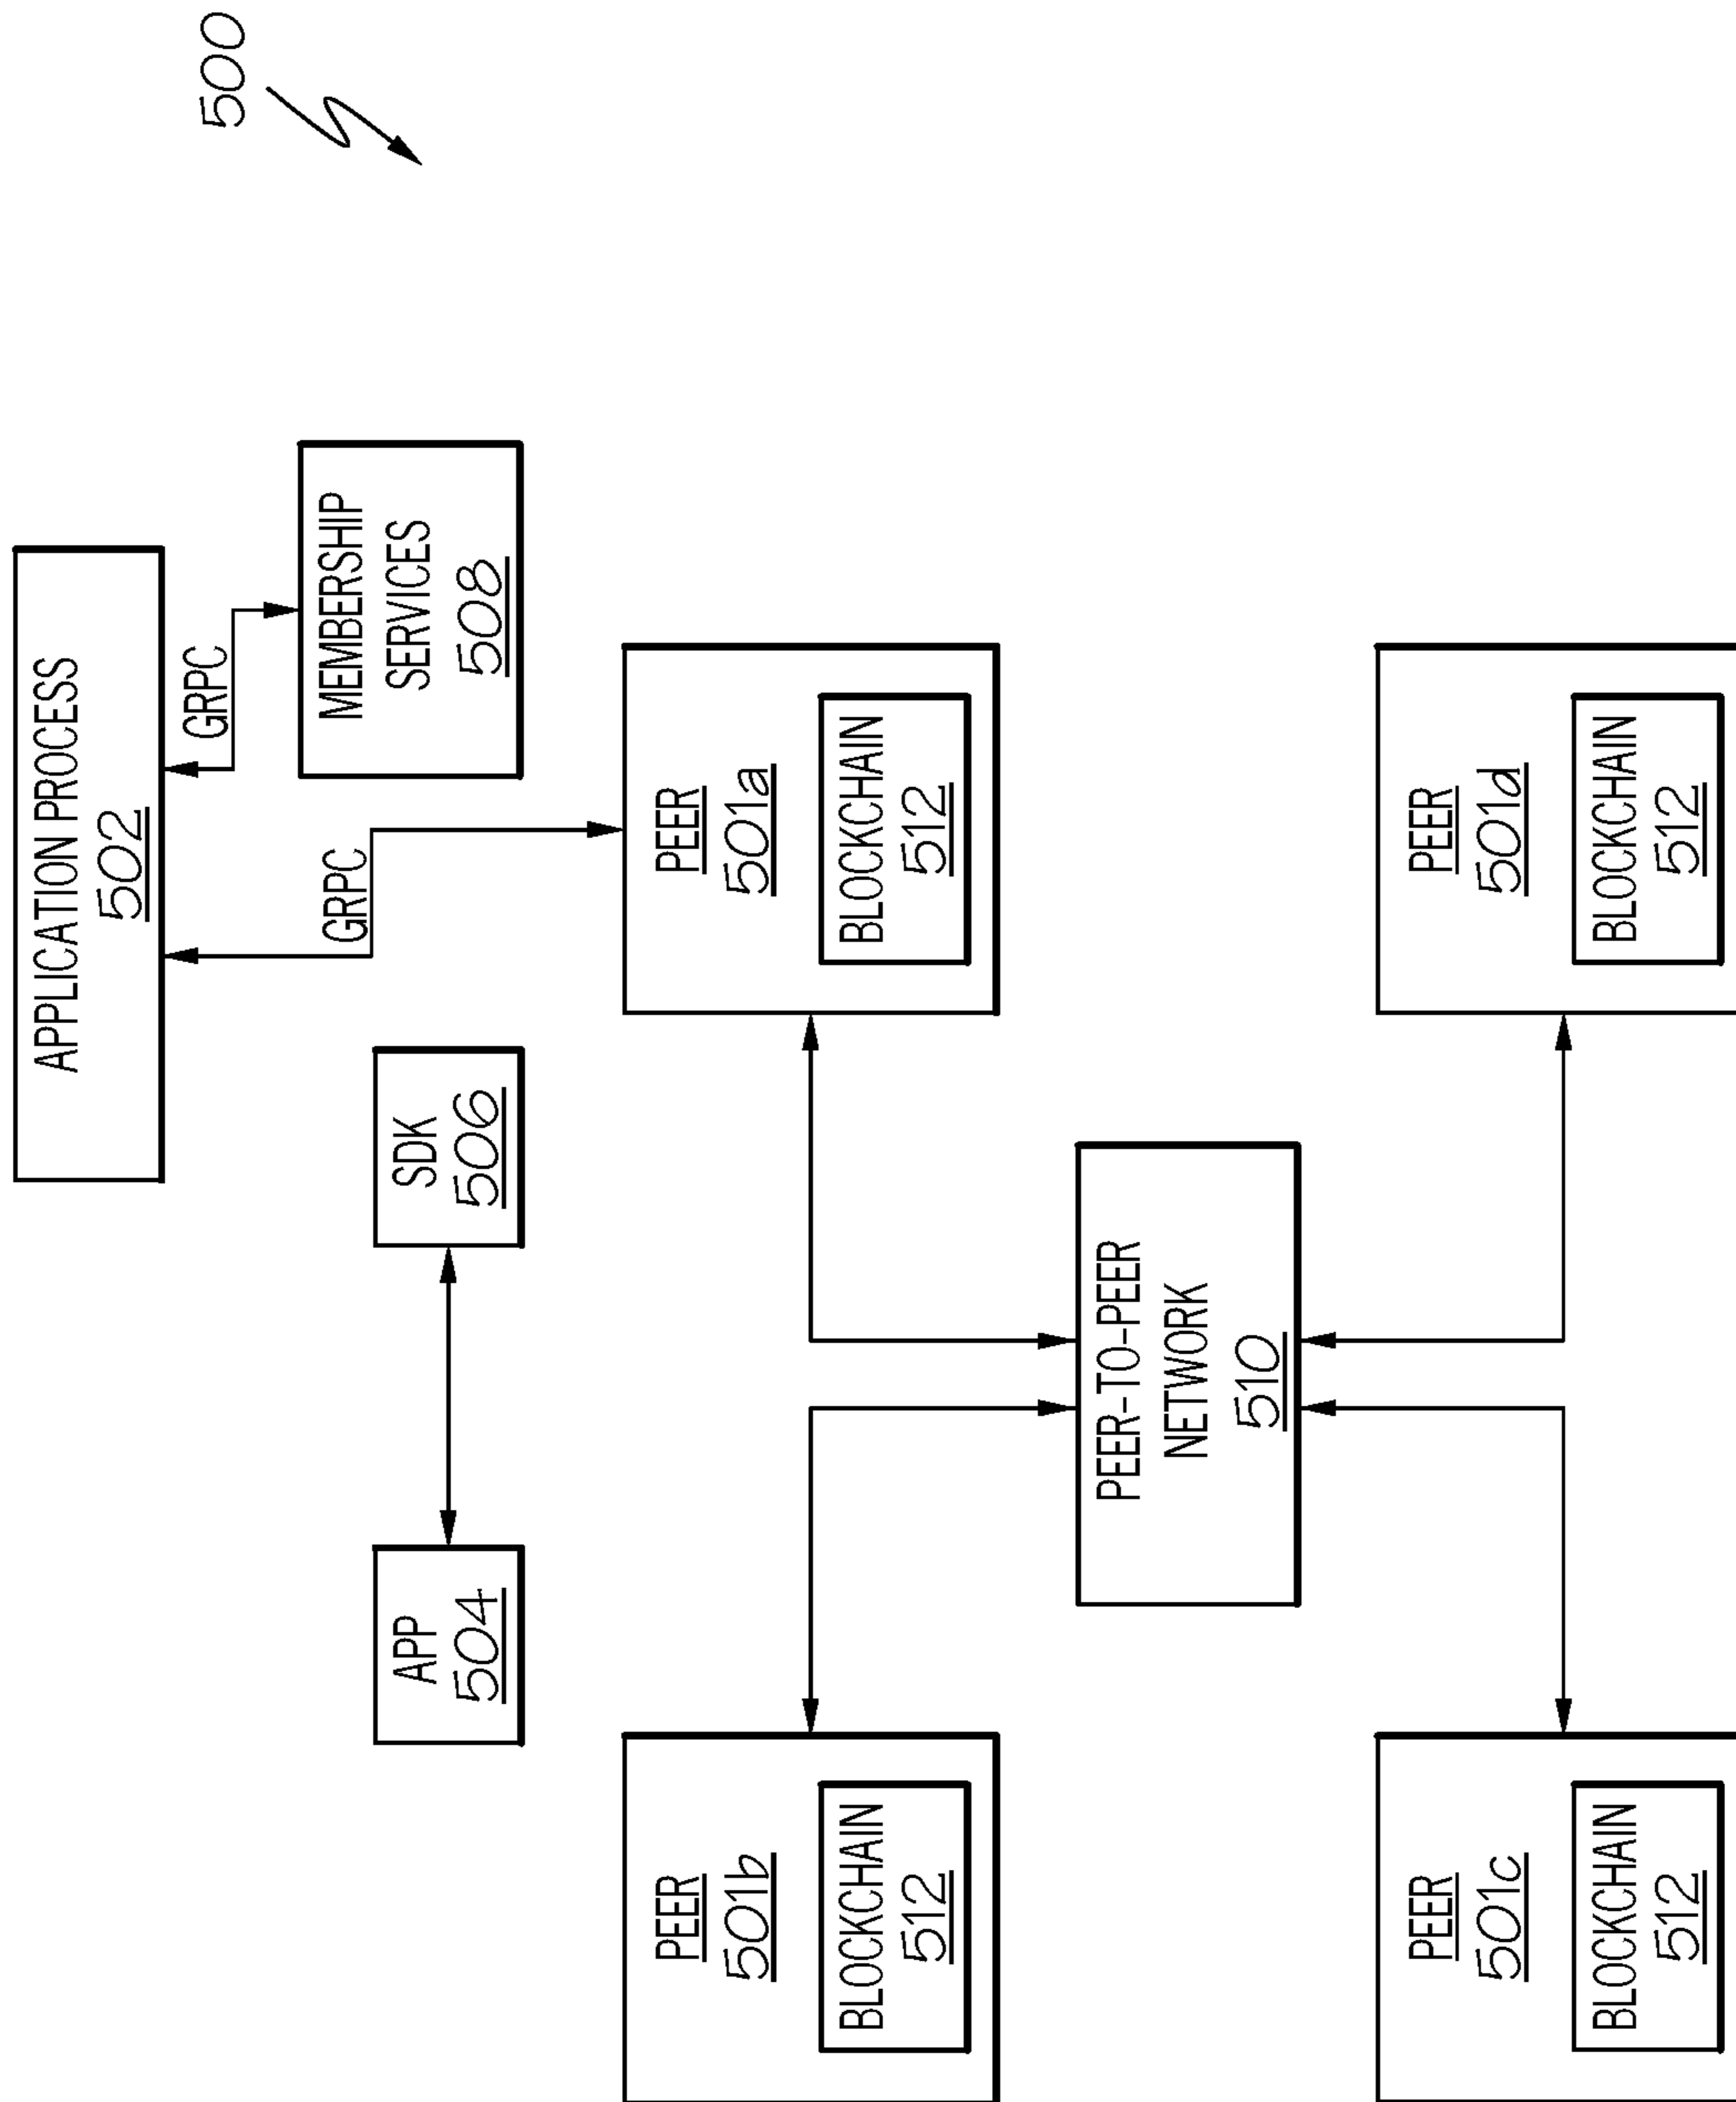 500
APPLICATION PROCESS
502
GRPC
MEMBERSHIP
SERVICES
508
GRPC
APP
504
SDK
506
PEER
501b
BLOCKCHAIN
512
PEER
501a
BLOCKCHAIN
512
PEER-TO-PEER
NETWORK
510
PEER
501c
BLOCKCHAIN
512
PEER
501d
BLOCKCHAIN
512